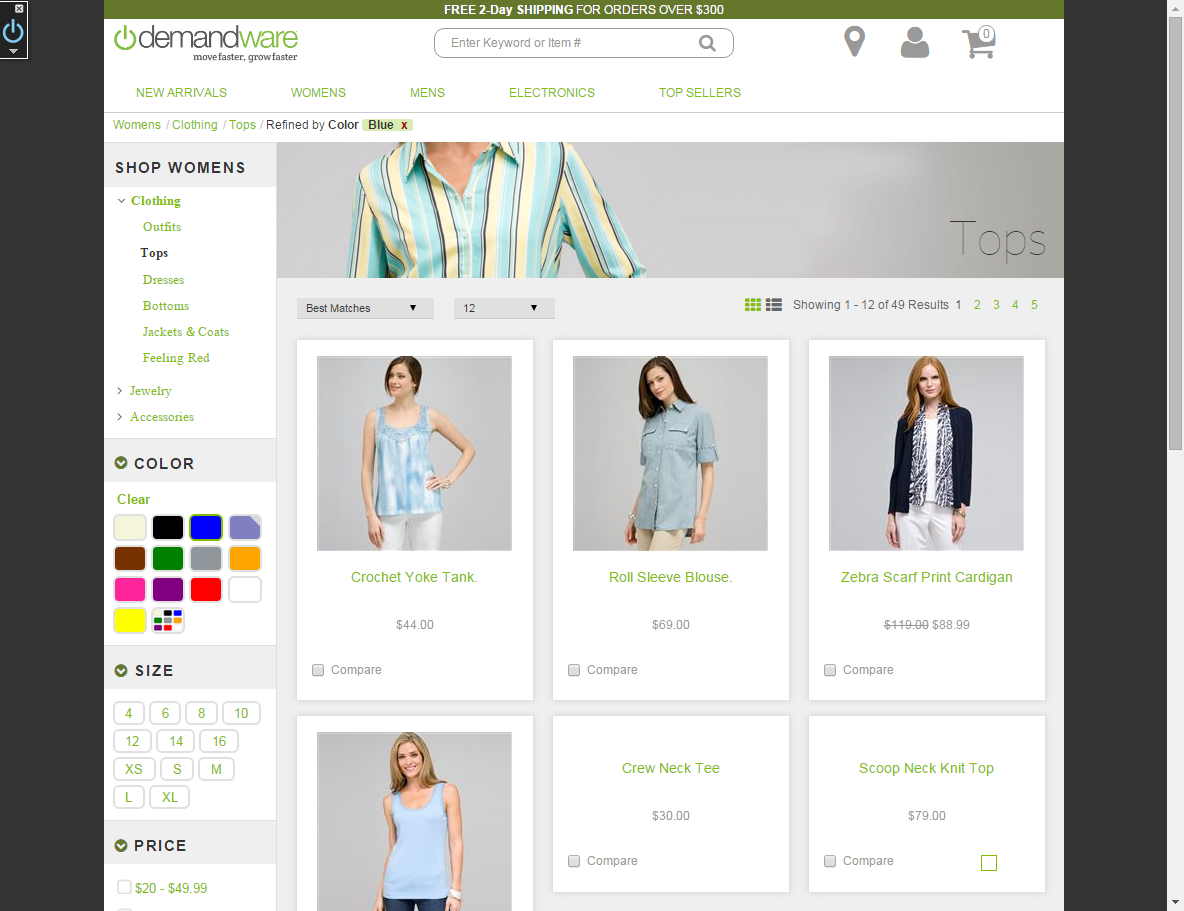 FREE 2-Day SHIPPING FOR ORDERS OVER $300
demandware
move faster, grow faster
Enter Keyword or Item #
0
NEW ARRIVALS WOMENS MENS ELECTRONICS TOP SELLERS
Womens / Clothing / Tops / Refined by Color Blue x
SHOP WOMENS
Clothing
Outfits
Tops
Dresses
Bottoms
Jackets & Coats
Feeling Red
Jewelry
Accessories
COLOR
Clear
SIZE
4 6 8 10
12 14 16
XS S M
L XL
PRICE
$20 - $49.99
Tops
Best Matches 12 Showing 1 - 12 of 49 Results 1 2 3 4 5
Crochet Yoke Tank.
$44.00
Compare
Roll Sleeve Blouse.
$69.00
Compare
Zebra Scarf Print Cardigan
$119.00 $88.99
Compare
Crew Neck Tee
$30.00
Compare
Scoop Neck Knit Top
$79.00
Compare